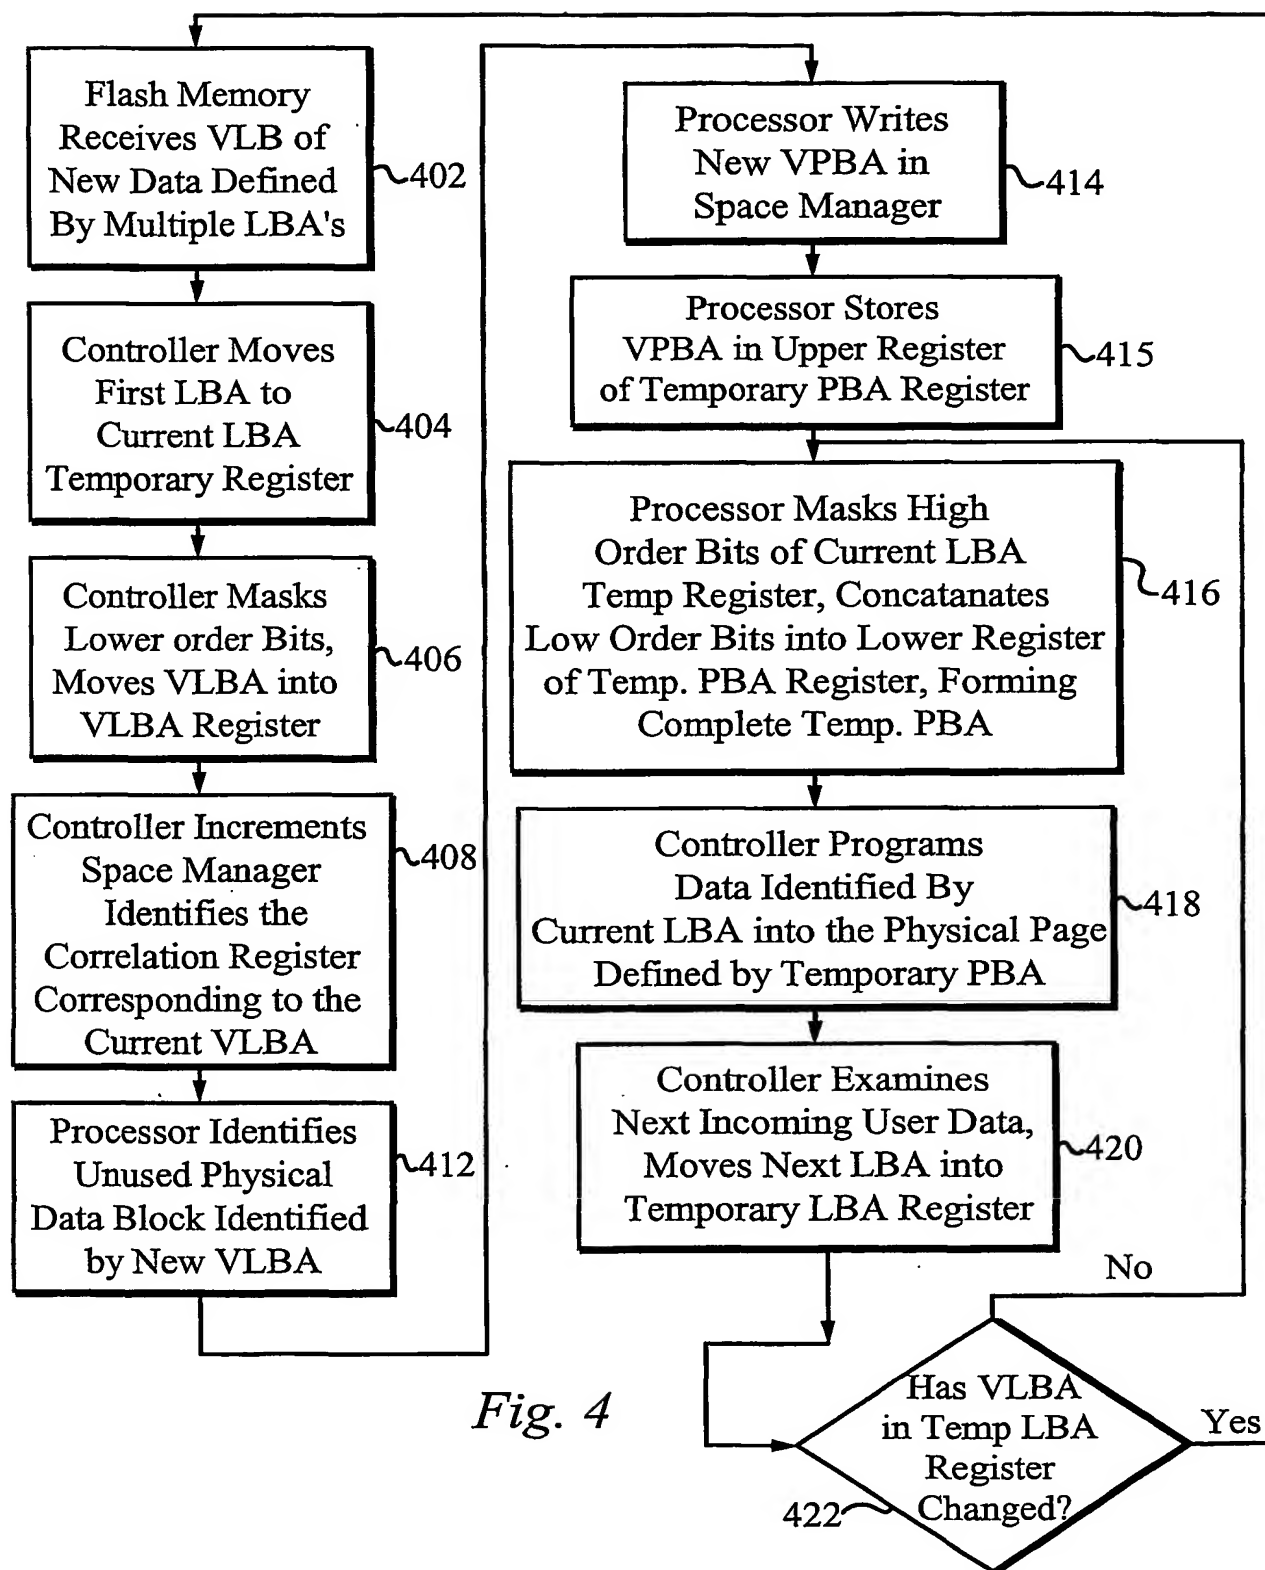 Flash Memory
Receives VLB of
New Data Defined
By Multiple LBA's
402
Controller Moves
First LBA to
Current LBA
Temporary Register
404
Controller Masks
Lower order Bits,
Moves VLBA into
VLBA Register
406
Controller Increments
Space Manager
Identifies the
Correlation Register
Corresponding to the
Current VLBA
408
Processor Identifies
Unused Physical
Data Block Identified
by New VLBA
412
Processor Writes
New VPBA in
Space Manager
414
Processor Stores
VPBA in Upper Register
of Temporary PBA Register
415
Processor Masks High
Order Bits of Current LBA
Temp Register, Concatanates
Low Order Bits into Lower Register
of Temp. PBA Register, Forming
Complete Temp. PBA
416
Controller Programs
Data Identified By
Current LBA into the Physical Page
Defined by Temporary PBA
418
Controller Examines
Next Incoming User Data,
Moves Next LBA into
Temporary LBA Register
420
No
Has VLBA
in Temp LBA
Register
Changed?
Yes
422
Fig. 4